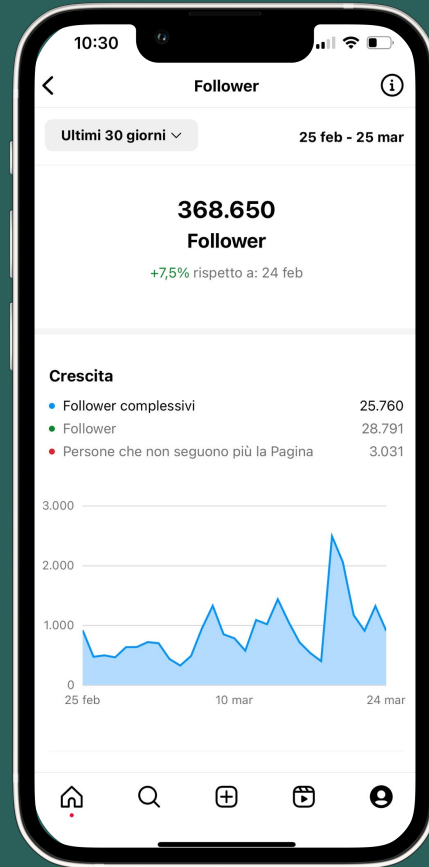 10:30
Follower
Ultimi 30 giorni
25 feb - 25 mar
368.650
Follower
+7,5% rispetto a: 24 feb
Crescita
Follower complessivi 25.760
Follower 28.791
Persone che non seguono più la Pagina 3.031
3.000
2.000
1.000
0
25 feb 10 mar 24 mar